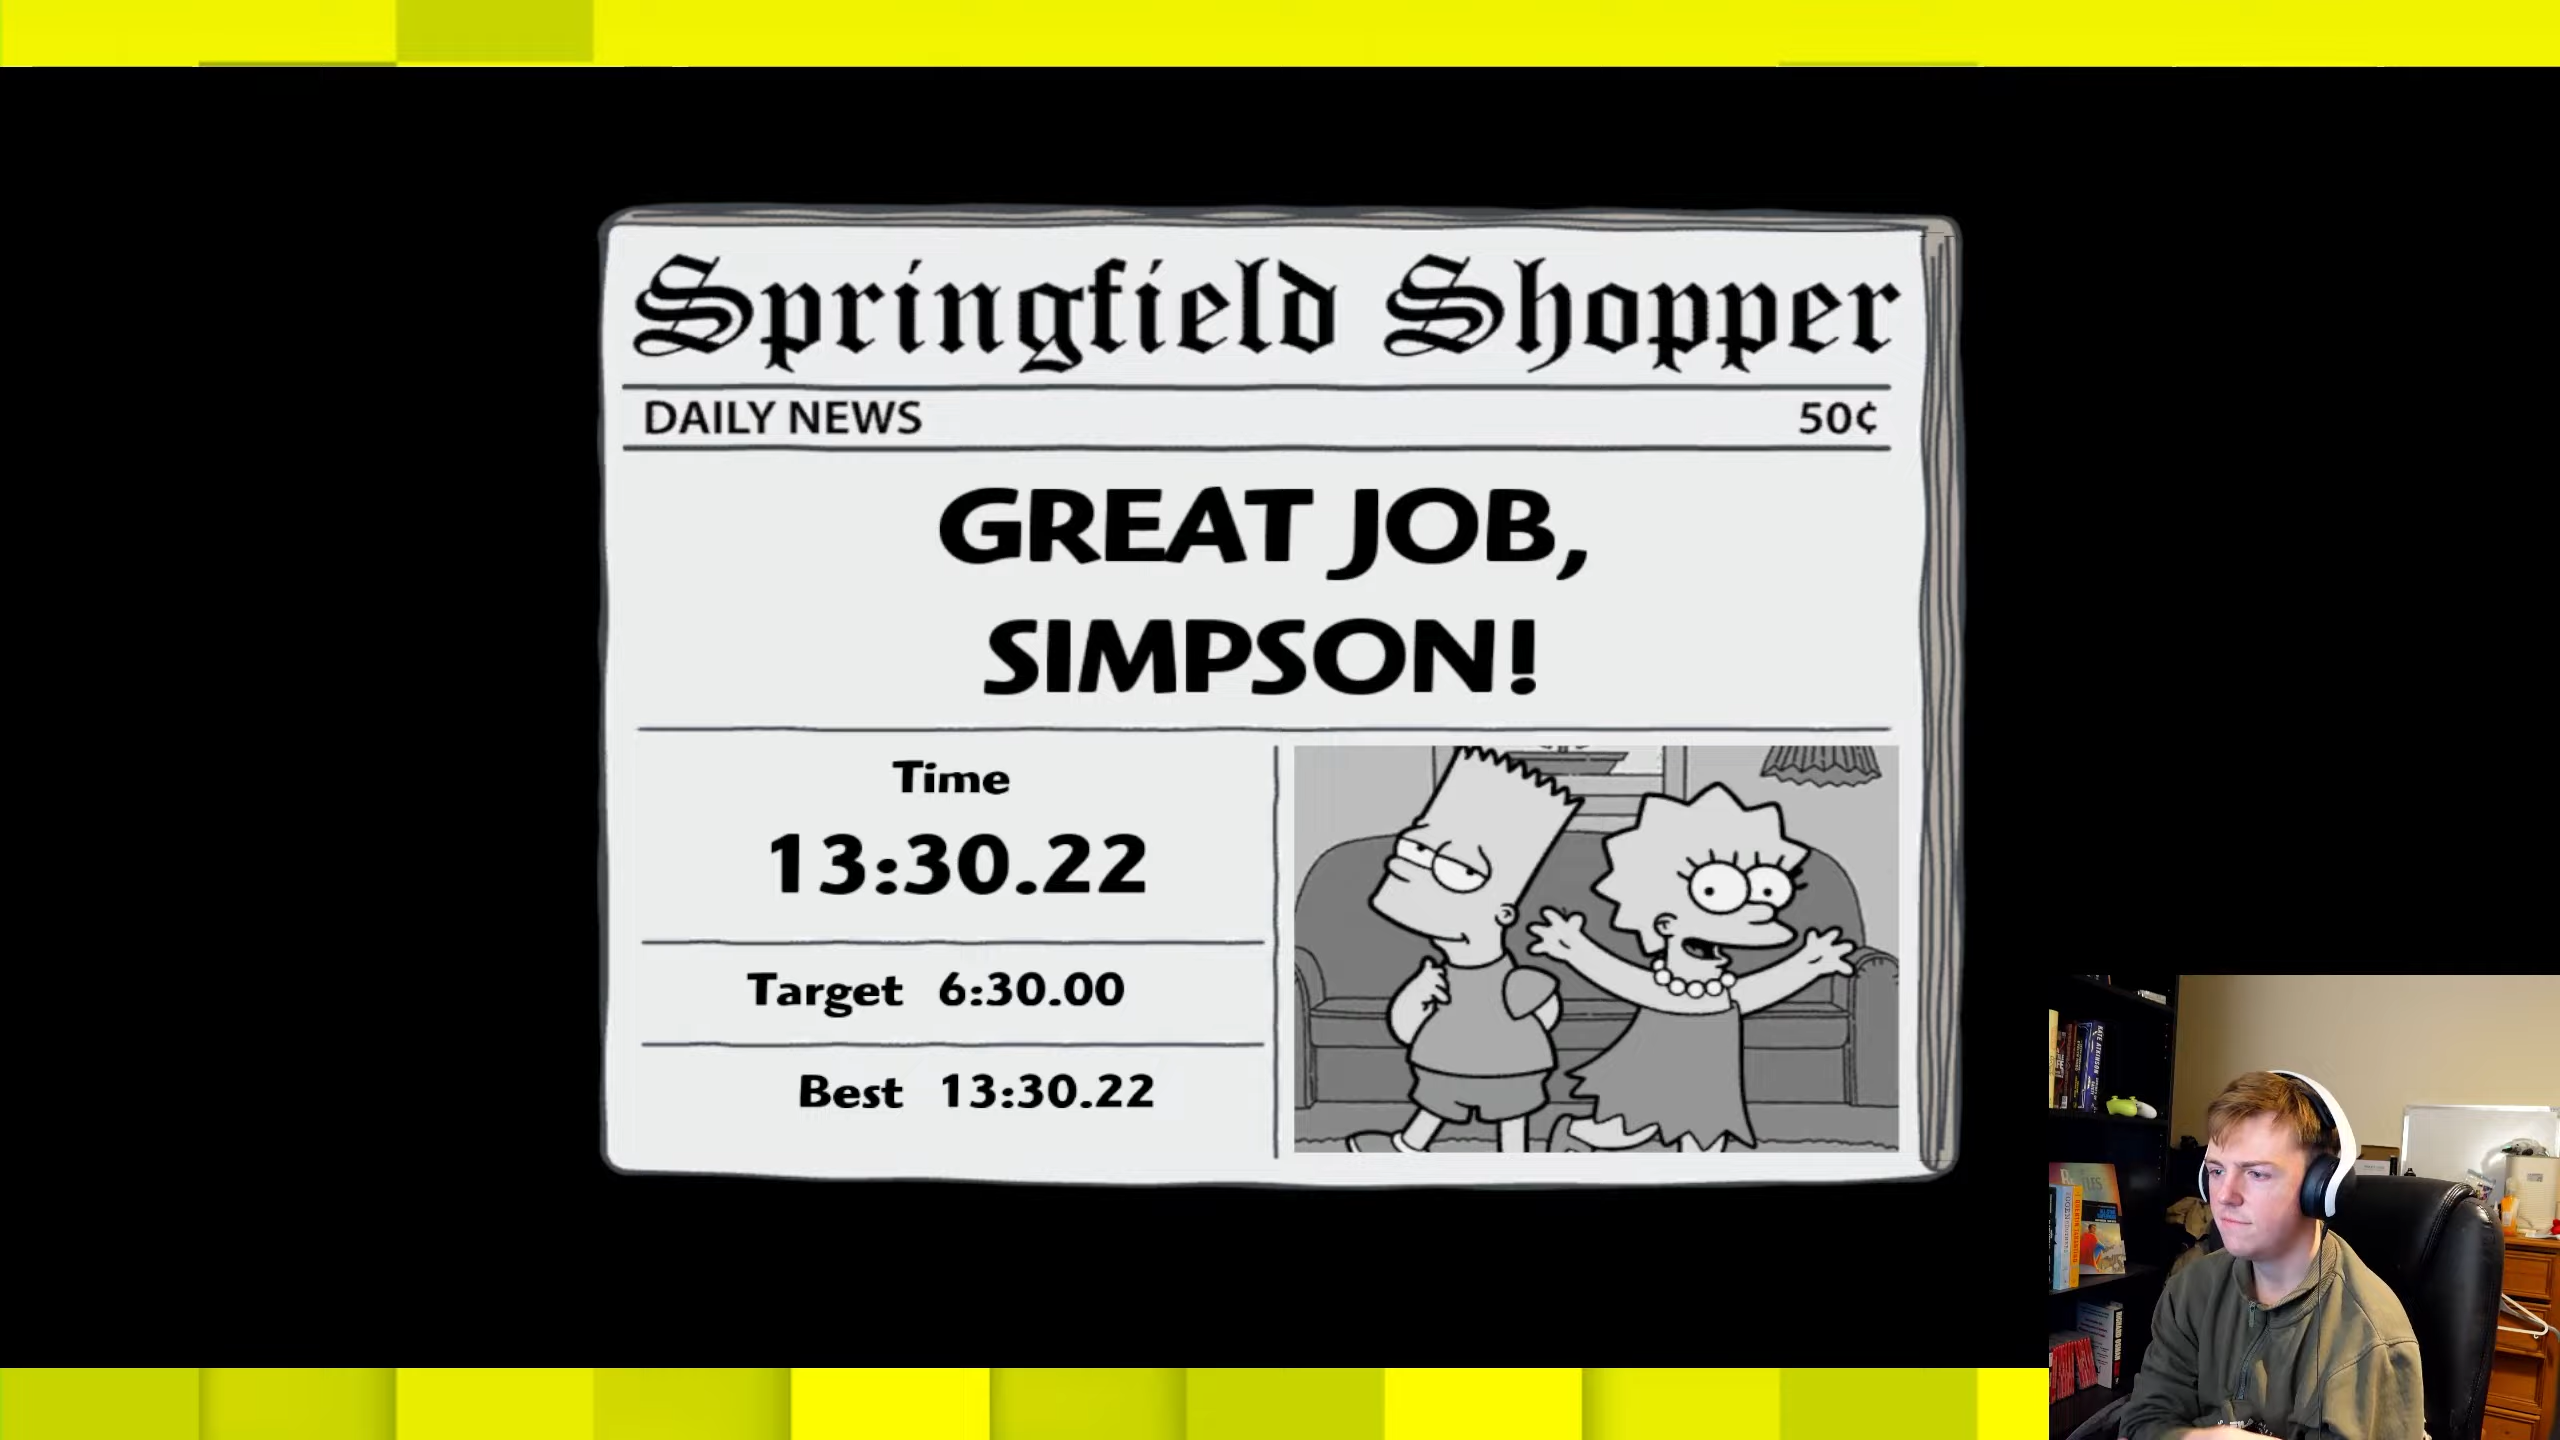 Springfield Shopper
DAILY NEWS 50¢
GREAT JOB,
SIMPSON!
Time
13:30.22
Target 6:30.00
Best 13:30.22